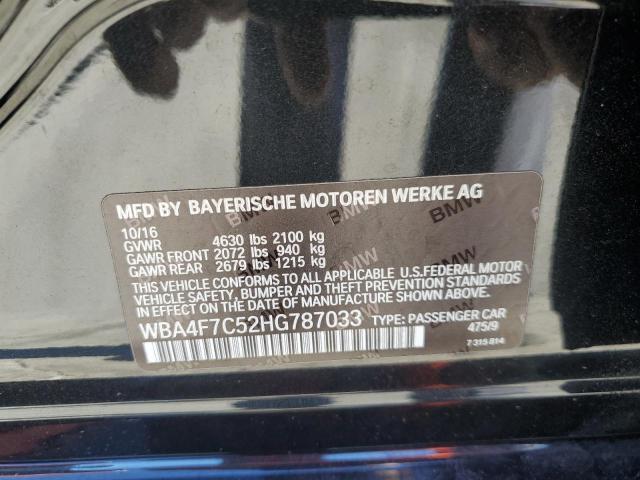 MFD BY BAYERISCHE MOTOREN WERKE AG
10/16
GVWR 4630 lbs 2100 kg
GAWR FRONT 2072 lbs 940 kg
GAWR REAR 2679 lbs 1215 kg
THIS VEHICLE CONFORMS TO ALL APPLICABLE U.S.FEDERAL MOTOR
VEHICLE SAFETY, BUMPER AND THEFT PREVENTION STANDARDS
IN EFFECT ON THE DATE OF MANUFACTURE SHOWN ABOVE.
WBA4F7C52HG787033 TYPE: PASSENGER CAR
475/9
7 315 814